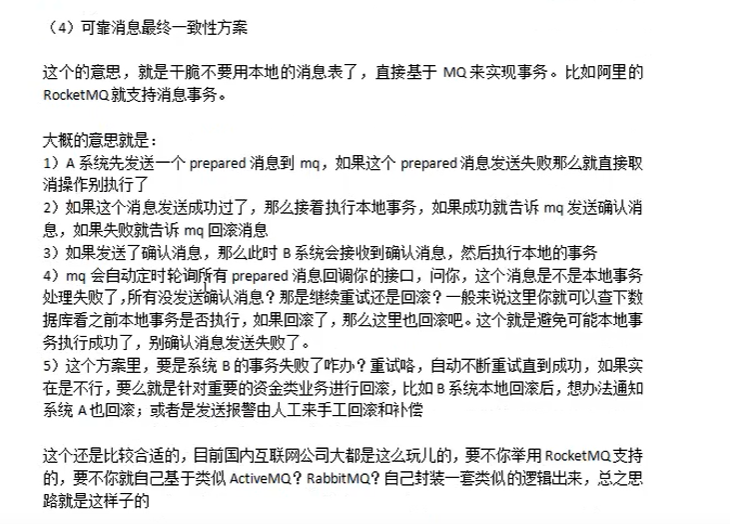 （4）可靠消息最终一致性方案
这个的意思，就是干脆不要用本地的消息表了，直接基于 MQ 来实现事务。比如阿里的
RocketMQ 就支持消息事务。
大概的意思就是：
1）A 系统先发送一个 prepared 消息到 mq，如果这个 prepared 消息发送失败那么就直接取
消操作别执行了
2）如果这个消息发送成功过了，那么接着执行本地事务，如果成功就告诉 mq 发送确认消
息，如果失败就告诉 mq 回滚消息
3）如果发送了确认消息，那么此时 B 系统会接收到确认消息，然后执行本地的事务
4）mq 会自动定时轮询所有 prepared 消息回调你的接口，问你，这个消息是不是本地事务
处理失败了，所有没发送确认消息？那是继续重试还是回滚？一般来说这里你就可以查下数
据库看之前本地事务是否执行，如果回滚了，那么这里也回滚吧。这个就是避免可能本地事
务执行成功了，别确认消息发送失败了。
5）这个方案里，要是系统 B 的事务失败了咋办？重试咯，自动不断重试直到成功，如果实
在是不行，要么就是针对重要的资金类业务进行回滚，比如 B 系统本地回滚后，想办法通知
系统 A 也回滚；或者是发送报警由人工来手工回滚和补偿
这个还是比较合适的，目前国内互联网公司大都是这么玩儿的，要不你举用 RocketMQ 支持
的，要不你就自己基于类似 ActiveMQ？RabbitMQ？自己封装一套类似的逻辑出来，总之思
路就是这样子的